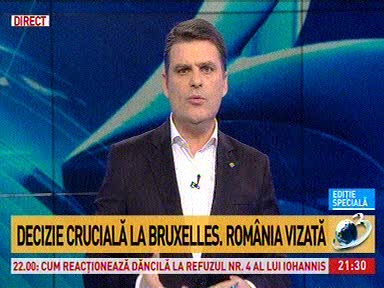 DIRECT
EDIȚIE
SPECIALĂ
DECIZIE CRUCIALĂ LA BRUXELLES. ROMÂNIA VIZATĂ
22.00: CUM REACȚIONEAZĂ DĂNCILĂ LA REFUZUL NR. 4 AL LUI IOHANNIS
21:30